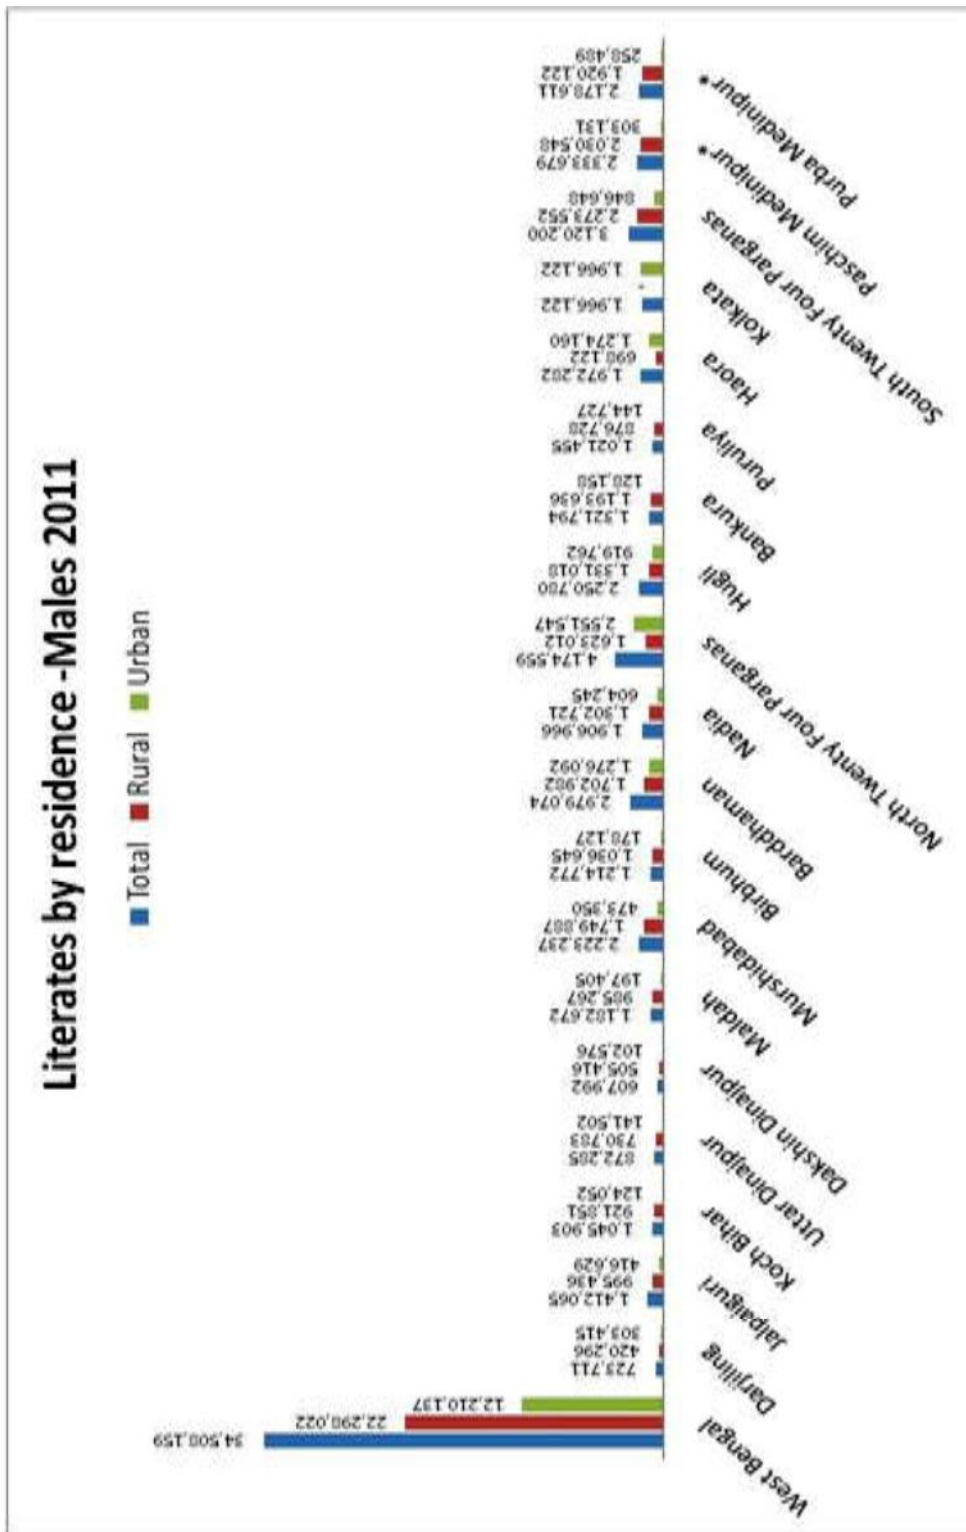 Literates by residence -Males 2011
Total Rural Urban
34,508,159
22,298,022
12,210,137
723,711
420,296
303,415
1,412,065
995,436
416,629
1,045,903
921,851
124,052
872,285
730,783
141,502
607,992
505,416
102,576
1,182,672
985,267
197,405
2,223,237
1,749,887
473,350
1,214,772
1,036,645
178,127
2,979,074
1,702,982
1,276,092
1,906,966
1,302,721
604,245
4,174,559
1,623,012
2,551,547
2,250,780
1,331,018
919,762
1,321,794
1,193,636
128,158
1,021,455
876,728
144,727
1,972,282
698,122
1,274,160
1,966,122
-
1,966,122
3,120,200
2,273,552
846,648
2,333,679
2,030,548
303,131
2,178,611
1,920,122
258,489
West Bengal
Darjiling
Jalpaiguri
Koch Bihar
Uttar Dinajpur
Dakshin Dinajpur
Maldah
Murshidabad
Birbhum
Barddhaman
Nadia
North Twenty Four Parganas
Hugli
Bankura
Puruliya
Haora
Kolkata
South Twenty Four Parganas
Paschim Medinipur*
Purba Medinipur*